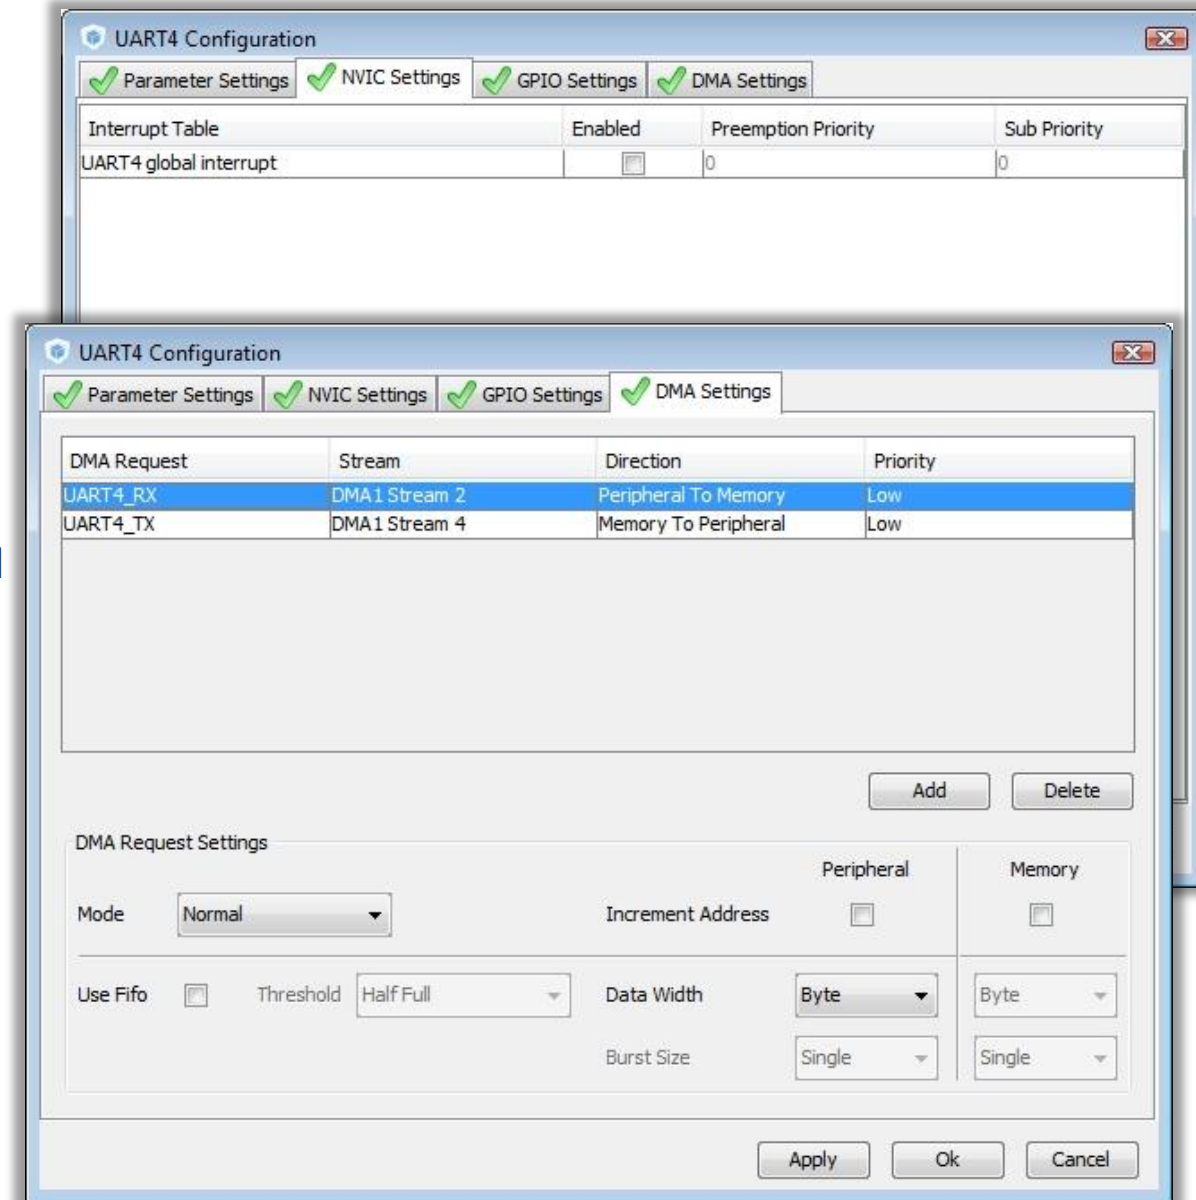 UART4 Configuration
Parameter Settings NVIC Settings GPIO Settings DMA Settings
Interrupt Table Enabled Preemption Priority Sub Priority
UART4 global interrupt 0 0
UART4 Configuration
Parameter Settings NVIC Settings GPIO Settings DMA Settings
DMA Request Stream Direction Priority
UART4_RX DMA1 Stream 2 Peripheral To Memory Low
UART4_TX DMA1 Stream 4 Memory To Peripheral Low
Add Delete
DMA Request Settings
Peripheral Memory
Mode Normal Increment Address
Use Fifo Threshold Half Full Data Width Byte Byte
Burst Size Single Single
Apply Ok Cancel